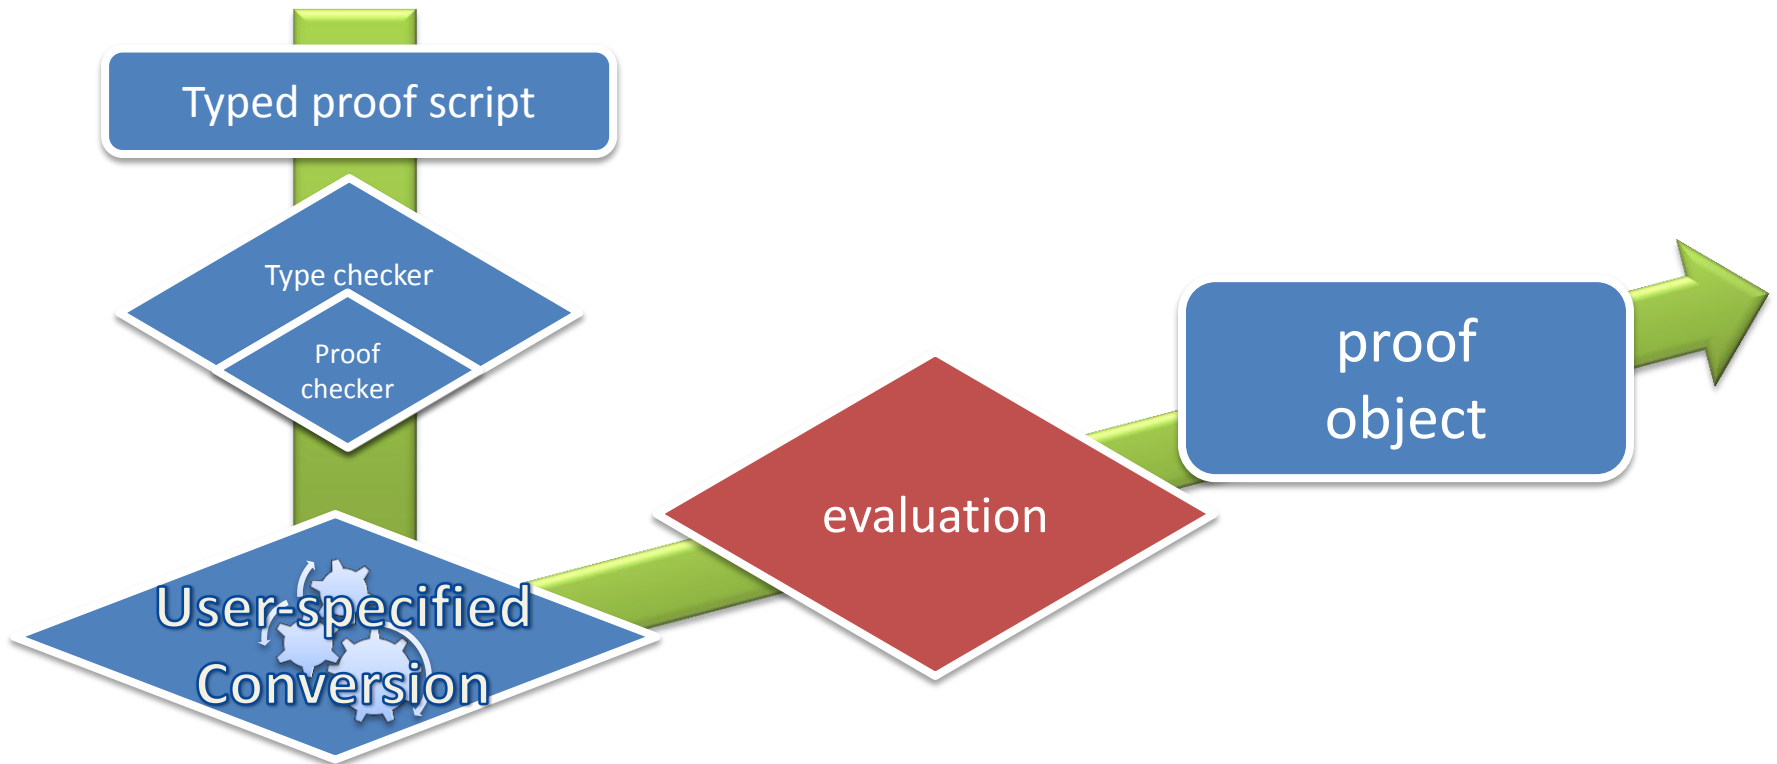 Typed proof script
Type checker
Proof
checker
User-specified
Conversion
evaluation
proof
object